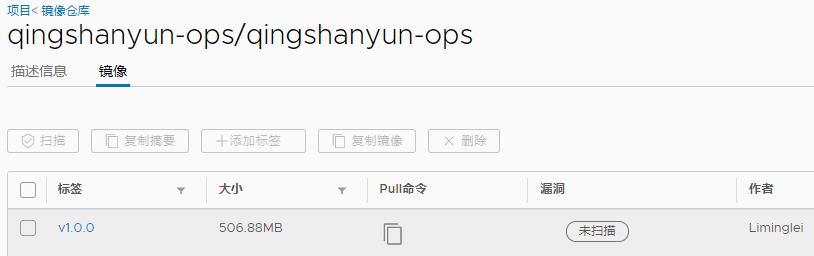 项目< 镜像仓库
qingshanyun-ops/qingshanyun-ops
描述信息 镜像
扫描 复制摘要 +添加标签 复制镜像 × 删除
标签 大小 Pull命令 漏洞 作者
v1.0.0 506.88MB 未扫描 Liminglei